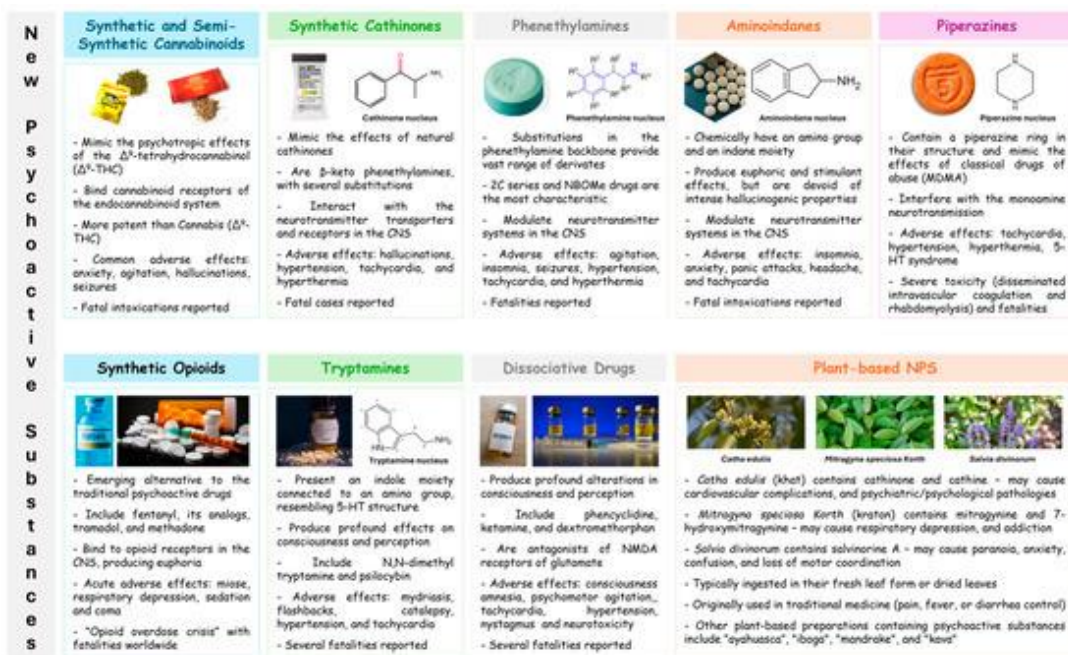 New Psychoactive Substances
Synthetic and Semi-
Synthetic Cannabinoids
- Mimic the psychotropic effects
of the Δ⁹-tetrahydrocannabinol
(Δ⁹-THC)
- Bind cannabinoid receptors of
the endocannabinoid system
- More potent than Cannabis (Δ⁹-
THC)
- Common adverse effects:
anxiety, agitation, hallucinations,
seizures
- Fatal intoxications reported
Synthetic Cathinones
NH₂
Cathinone nucleus
- Mimic the effects of natural
cathinones
- Are β-keto phenylamines,
with several substitutions
- Interact with the
neurotransmitter transporters
and receptors in the CNS
- Adverse effects: hallucinations,
hypertension, tachycardia, and
hyperthermia
- Fatal cases reported
Phenethylamines
Phenethylamine nucleus
- Substitutions in the
phenethylamine backbone provide
vast range of derivates
- 2C series and NBOMe drugs are
the most characteristic
- Modulate neurotransmitter
systems in the CNS
- Adverse effects: agitation,
insomnia, seizures, hypertension,
tachycardia, and hyperthermia
- Fatalities reported
Aminoindanes
NH₂
Aminoindane nucleus
- Chemically have an amino group
and an indane moiety
- Produce euphoric and stimulant
effects, but are devoid of
intense hallucinogenic properties
- Modulate neurotransmitter
systems in the CNS
- Adverse effects: insomnia,
anxiety, panic attacks, headache,
and tachycardia
- Fatal intoxications reported
Piperazines
Piperazine nucleus
- Contain a piperazine ring in
their structure and mimic the
effects of classical drugs of
abuse (MDMA)
- Interfere with the monoamine
neurotransmission
- Adverse effects: tachycardia,
hypertension, hyperthermia, 5-
HT syndrome
- Severe toxicity (disseminated
intravascular coagulation and
rhabdomyolysis) and fatalities
Synthetic Opioids
- Emerging alternative to the
traditional psychoactive drugs
- Include fentanyl, its analogs,
tramadol, and methadone
- Bind to opioid receptors in the
CNS, producing euphoria
- Acute adverse effects: miose,
respiratory depression, sedation
and coma
- "Opioid overdose crisis" with
fatalities worldwide
Tryptamines
NH₂
Tryptamine nucleus
- Present an indole moiety
connected to an amino group,
resembling 5-HT structure
- Produce profound effects on
consciousness and perception
- Include N,N-dimethyl
tryptamine and psilocybin
- Adverse effects: mydriasis,
flashbacks, catalepsy,
hypertension, and tachycardia
- Several fatalities reported
Dissociative Drugs
- Produce profound alterations in
consciousness and perception
- Include phencyclidine,
ketamine, and dextromethorphan
- Are antagonists of NMDA
receptors of glutamate
- Adverse effects: consciousness
amnesia, psychomotor agitation,,
tachycardia, hypertension,
nystagmus and neurotoxicity
- Several fatalities reported
Plant-based NPS
Catha edulis
Mitragyna speciosa Korth
Salvia divinorum
- Catha edulis (khat) contains cathinone and cathine - may cause
cardiovascular complications, and psychiatric/psychological pathologies
- Mitragyna speciosa Korth (kratom) contains mitragynine and 7-
hydroxymitragynine - may cause respiratory depression, and addiction
- Salvia divinorum contains salvinorine A - may cause paranoia, anxiety,
confusion, and loss of motor coordination
- Typically ingested in their fresh leaf form or dried leaves
- Originally used in traditional medicine (pain, fever, or diarrhea control)
- Other plant-based preparations containing psychoactive substances
include "ayahuasca", "iboga", "mandrake", and "kava"